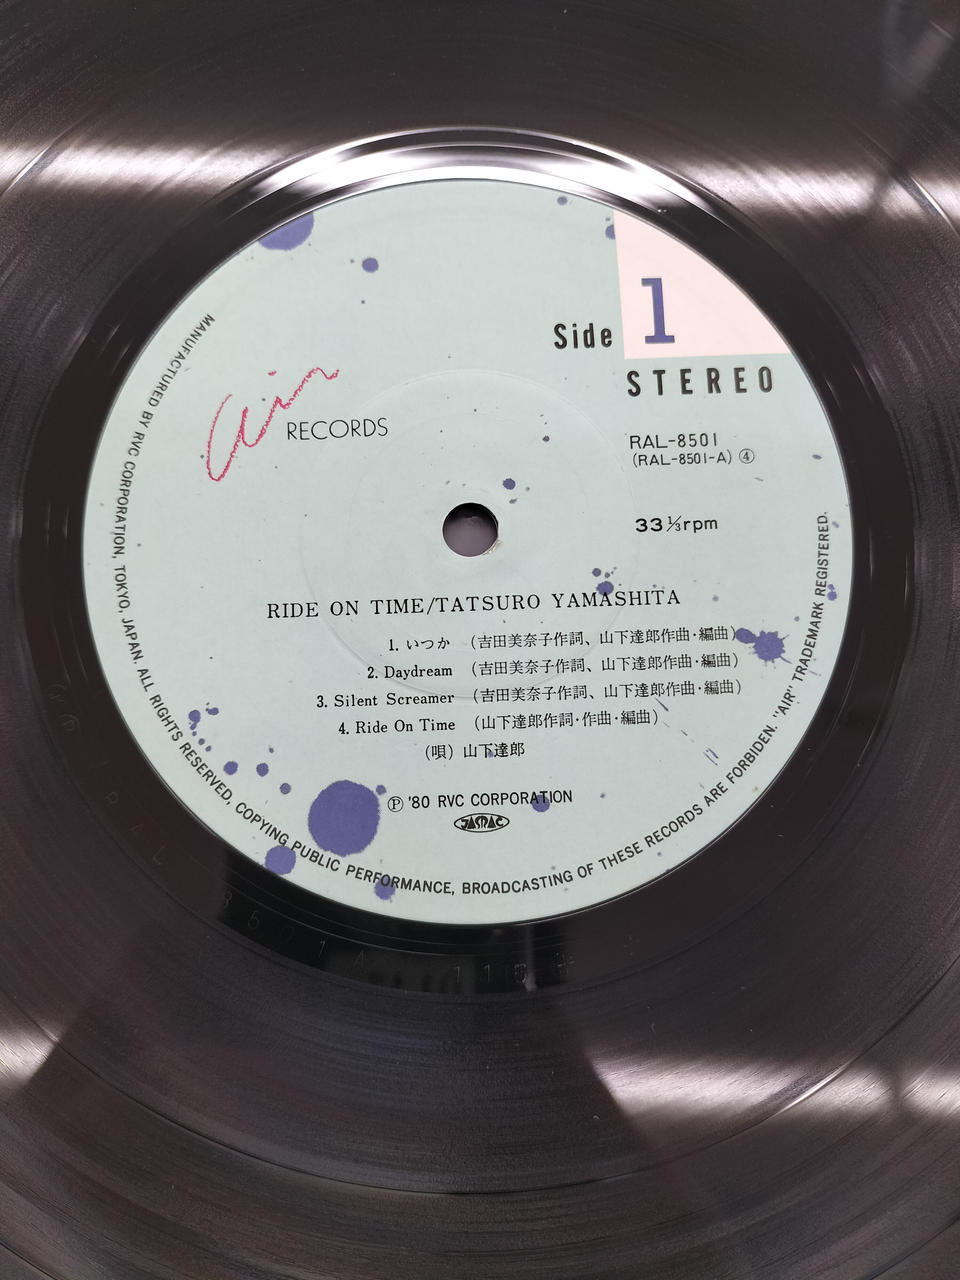 Side 1
STEREO
Air RECORDS
RAL-8501
(RAL-8501-A) ④
33⅓rpm
RIDE ON TIME/TATSURO YAMASHITA
1. いつか (吉田美奈子作詞、山下達郎作曲・編曲)
2. Daydream (吉田美奈子作詞、山下達郎作曲・編曲)
3. Silent Screamer (吉田美奈子作詞、山下達郎作曲・編曲)
4. Ride On Time (山下達郎作詞・作曲・編曲)
(唄) 山下達郎
Ⓟ '80 RVC CORPORATION
JASRAC
MANUFACTURED BY RVC CORPORATION, TOKYO, JAPAN. ALL RIGHTS RESERVED, COPYING PUBLIC PERFORMANCE, BROADCASTING OF THESE RECORDS ARE FORBIDEN. "AIR" TRADEMARK REGISTERED.